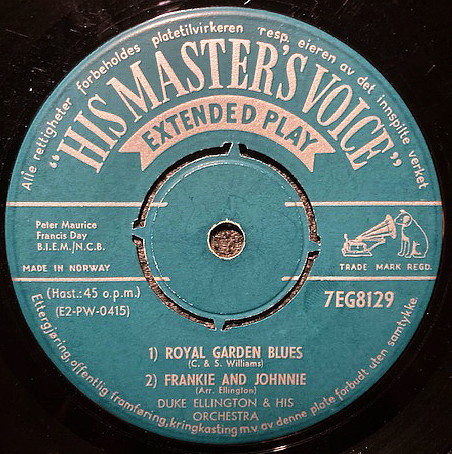 Alle rettigheter forbeholdes platetilvirkeren resp. eieren av det innspilte verket
"HIS MASTER'S VOICE"
EXTENDED PLAY
Peter Maurice
Francis Day
B.I.E.M./N.C.B.
MADE IN NORWAY
TRADE MARK REGD.
(Hast.: 45 o.p.m.)
(E2-PW-0415)
7EG8129
1) ROYAL GARDEN BLUES
(C. & S. Williams)
2) FRANKIE AND JOHNNIE
(Arr. Ellington)
DUKE ELLINGTON & HIS
ORCHESTRA
Ettergjøring, offentlig framføring, kringkasting m.v. av denne plate forbudt uten samtykke.